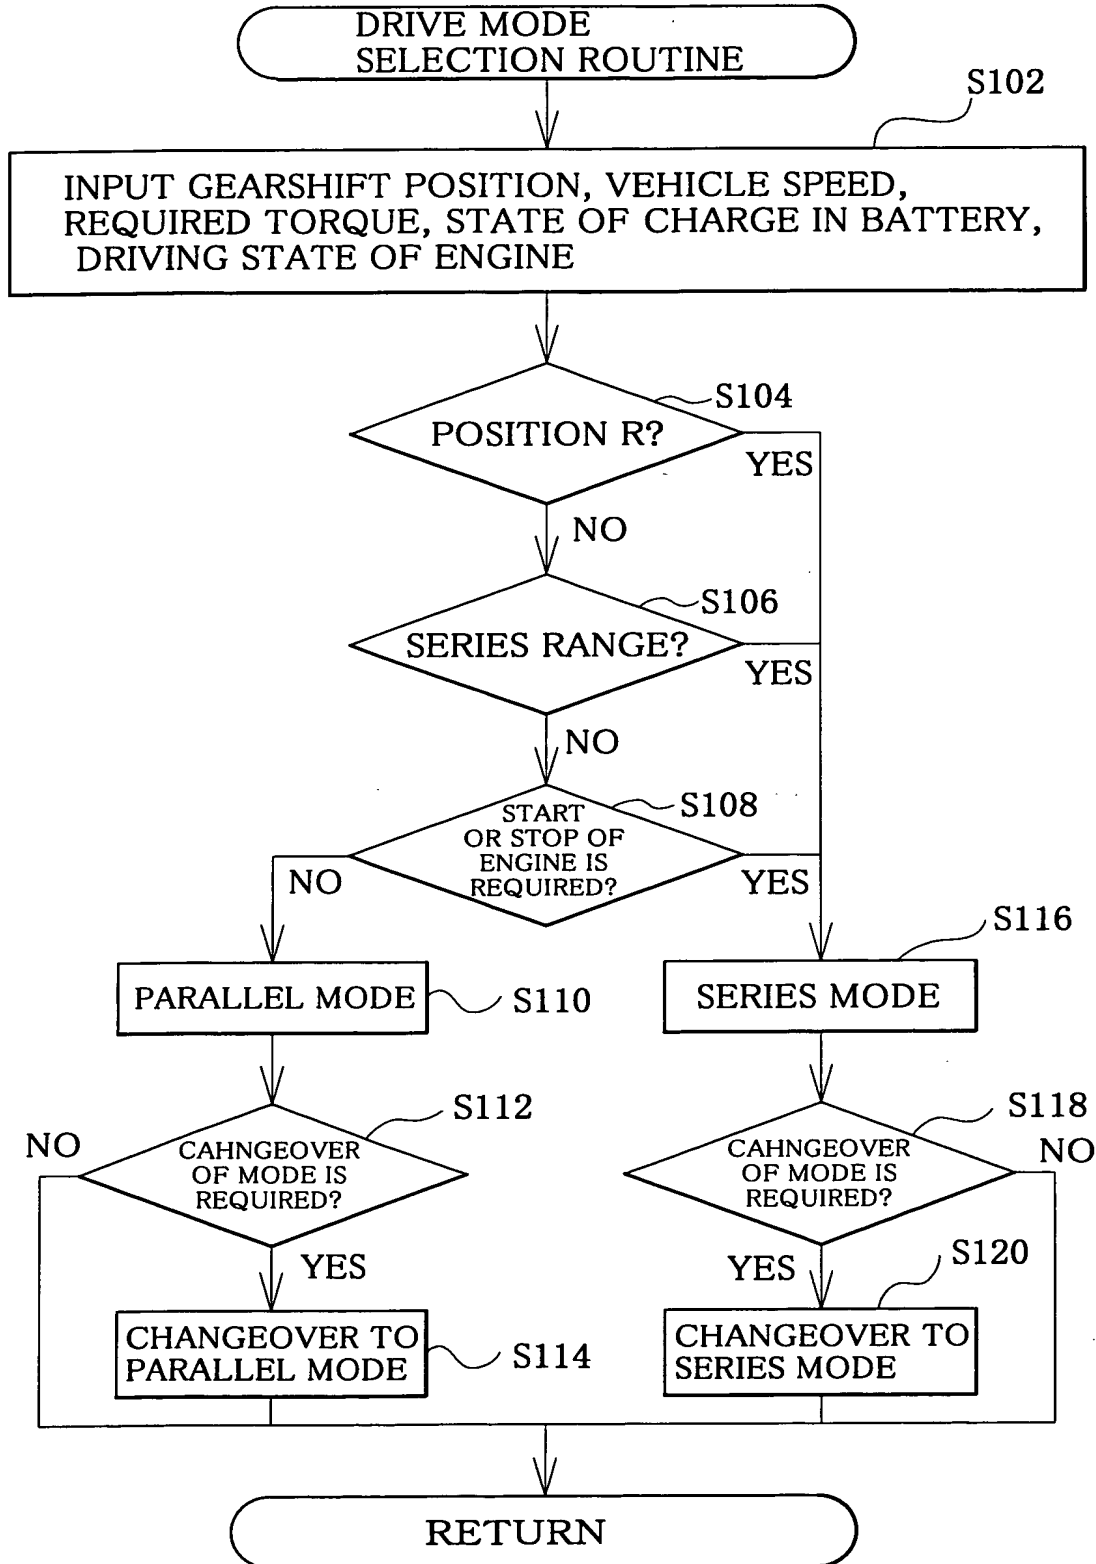 DRIVE MODE
SELECTION ROUTINE
S102
INPUT GEARSHIFT POSITION, VEHICLE SPEED,
REQUIRED TORQUE, STATE OF CHARGE IN BATTERY,
DRIVING STATE OF ENGINE
S104
POSITION R?
YES
NO
S106
SERIES RANGE?
YES
NO
S108
START
OR STOP OF
ENGINE IS
REQUIRED?
NO
YES
S116
PARALLEL MODE
S110
SERIES MODE
S112
NO
CAHNGEOVER
OF MODE IS
REQUIRED?
YES
S118
CAHNGEOVER
OF MODE IS
REQUIRED?
NO
YES
S120
CHANGEOVER TO
PARALLEL MODE
S114
CHANGEOVER TO
SERIES MODE
RETURN